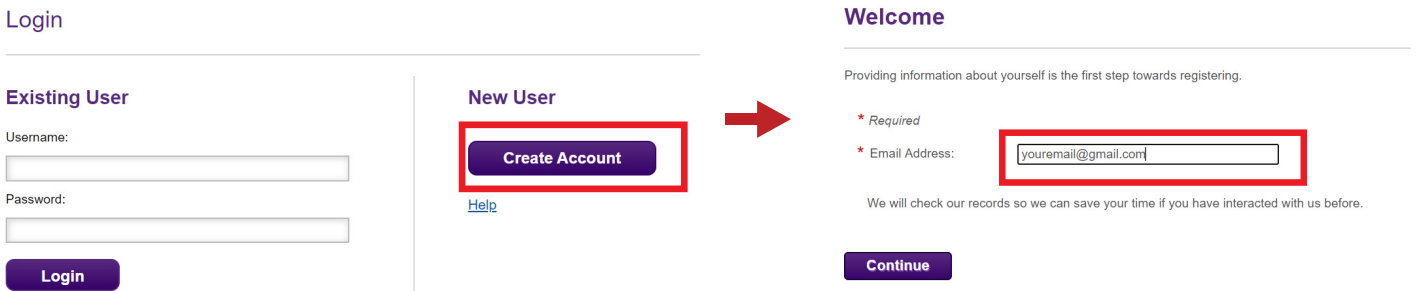 Login
Existing User
Username:
Password:
Login
New User
Create Account
Help
Welcome
Providing information about yourself is the first step towards registering.
* Required
* Email Address:
youremail@gmail.com
We will check our records so we can save your time if you have interacted with us before.
Continue